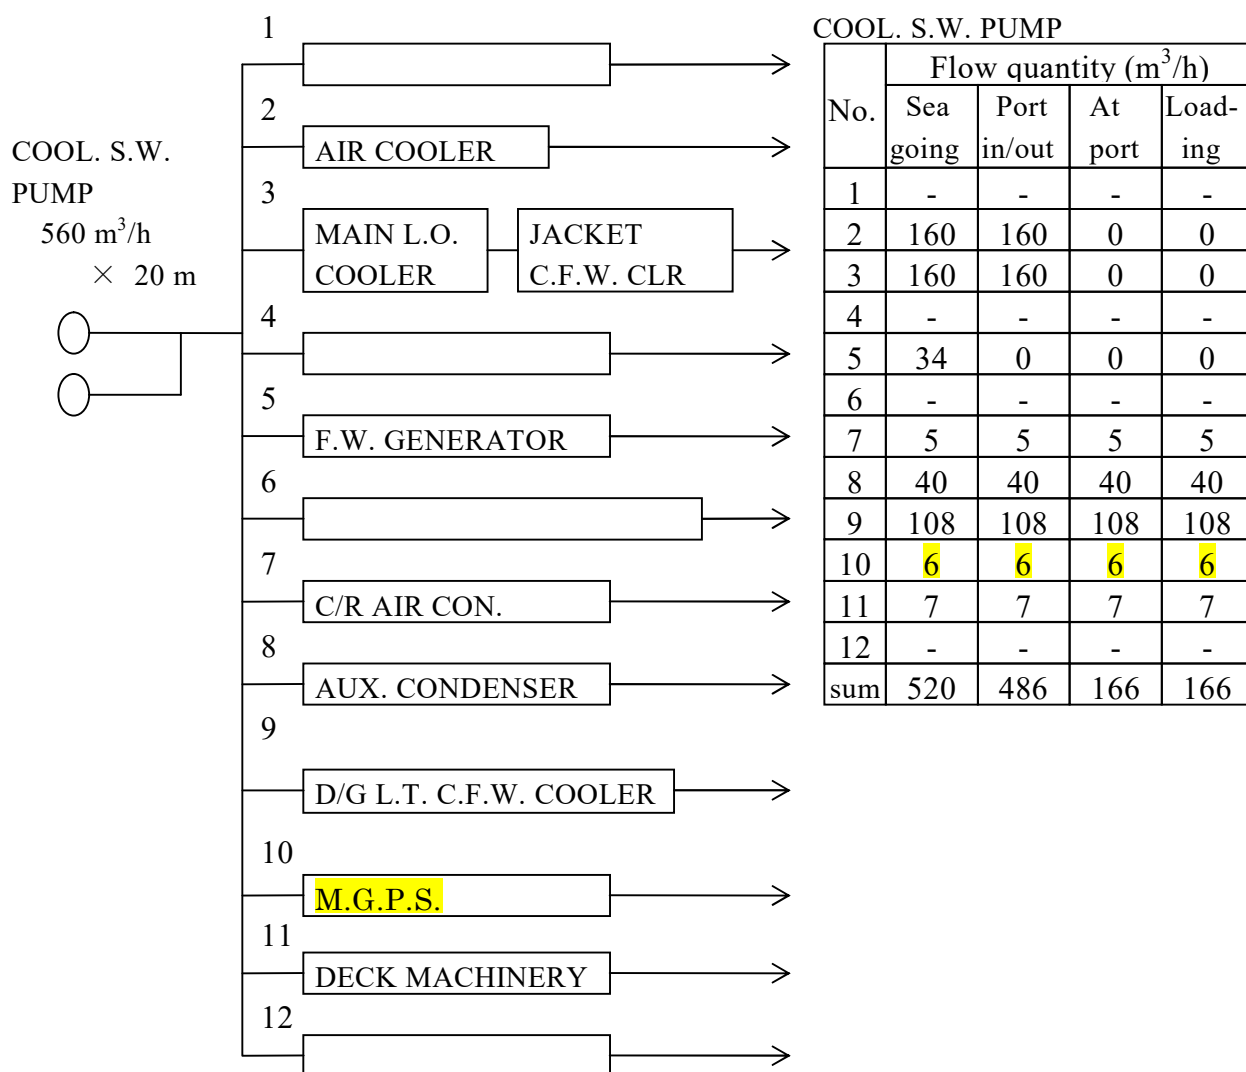 COOL. S.W.
PUMP
560 m³/h
× 20 m
1
2
AIR COOLER
3
MAIN L.O.
COOLER
JACKET
C.F.W. CLR
4
5
F.W. GENERATOR
6
7
C/R AIR CON.
8
AUX. CONDENSER
9
D/G L.T. C.F.W. COOLER
10
M.G.P.S.
11
DECK MACHINERY
12
COOL. S.W. PUMP
No. Flow quantity (m³/h)
Sea Port At Load-
going in/out port ing
1 - - - -
2 160 160 0 0
3 160 160 0 0
4 - - - -
5 34 0 0 0
6 - - - -
7 5 5 5 5
8 40 40 40 40
9 108 108 108 108
10 6 6 6 6
11 7 7 7 7
12 - - - -
sum 520 486 166 166